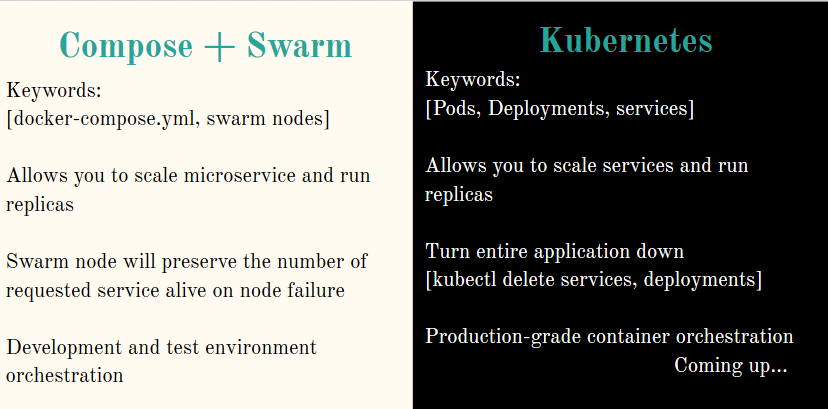 Compose + Swarm
Keywords:
[docker-compose.yml, swarm nodes]
Allows you to scale microservice and run
replicas
Swarm node will preserve the number of
requested service alive on node failure
Development and test environment
orchestration
Kubernetes
Keywords:
[Pods, Deployments, services]
Allows you to scale services and run
replicas
Turn entire application down
[kubectl delete services, deployments]
Production-grade container orchestration
Coming up...